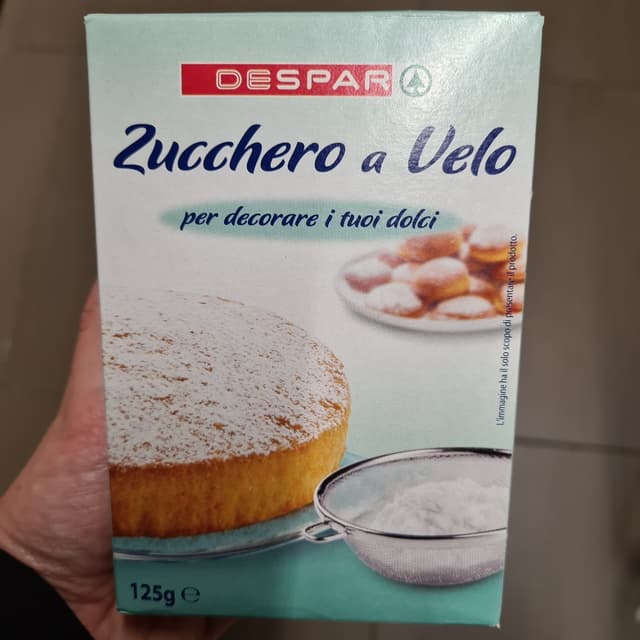 DESPAR
Zucchero a Velo
per decorare i tuoi dolci
L'immagine ha il solo scopo di presentare il prodotto.
125g ℮